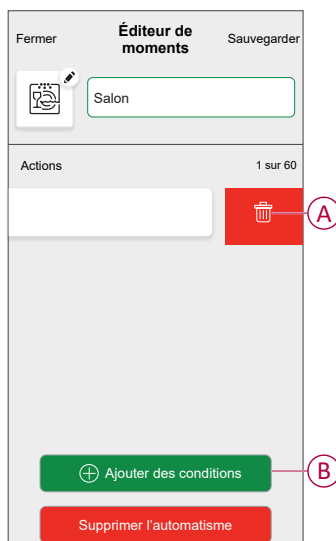 Fermer
Éditeur de
moments
Sauvegarder
Salon
Actions
1 sur 60
A
Ajouter des conditions
B
Supprimer l'automatisme